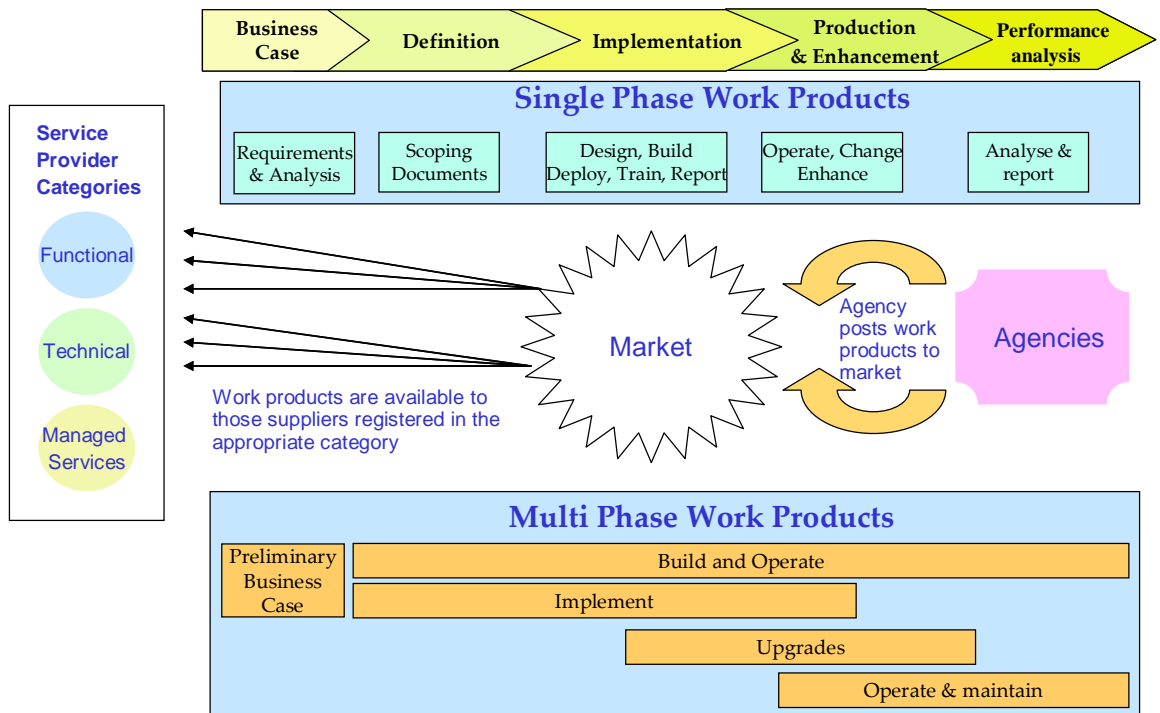 Business
Case
Definition
Implementation
Production
& Enhancement
Performance
analysis
Single Phase Work Products
Requirements
& Analysis
Scoping
Documents
Design, Build
Deploy, Train, Report
Operate, Change
Enhance
Analyse &
report
Service
Provider
Categories
Functional
Technical
Managed
Services
Market
Agency
posts work
products to
market
Agencies
Work products are available to
those suppliers registered in the
appropriate category
Multi Phase Work Products
Preliminary
Business
Case
Build and Operate
Implement
Upgrades
Operate & maintain